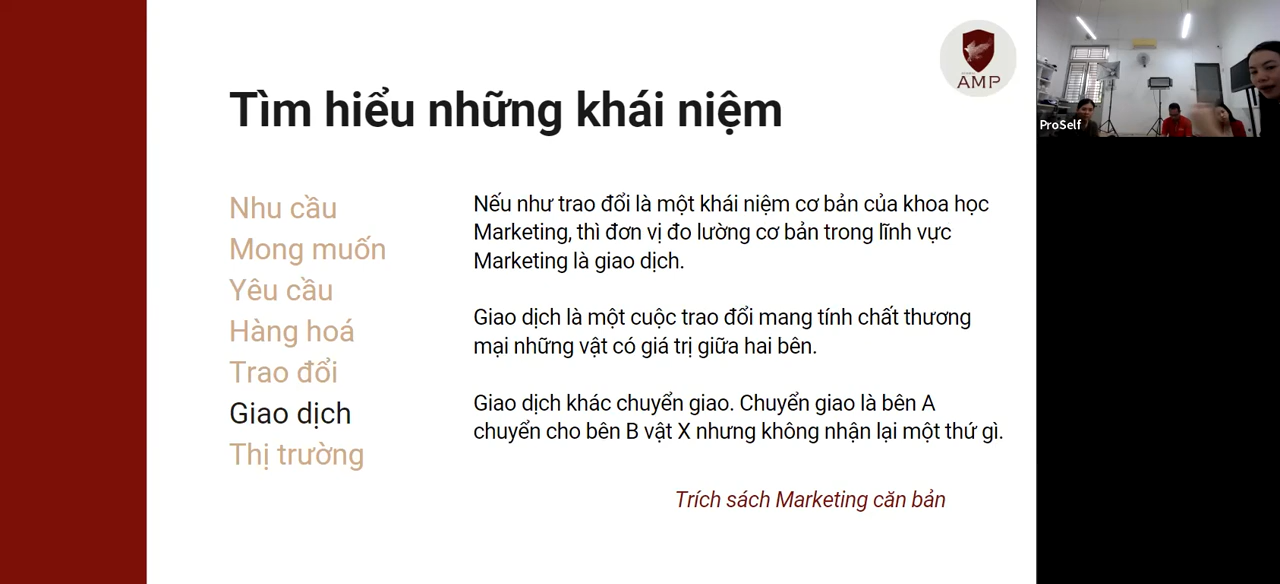 AMP
Tìm hiểu những khái niệm
Nhu cầu
Mong muốn
Yêu cầu
Hàng hoá
Trao đổi
Giao dịch
Thị trường
Nếu như trao đổi là một khái niệm cơ bản của khoa học
Marketing, thì đơn vị đo lường cơ bản trong lĩnh vực
Marketing là giao dịch.
Giao dịch là một cuộc trao đổi mang tính chất thương
mại những vật có giá trị giữa hai bên.
Giao dịch khác chuyển giao. Chuyển giao là bên A
chuyển cho bên B vật X nhưng không nhận lại một thứ gì.
Trích sách Marketing căn bản
ProSelf